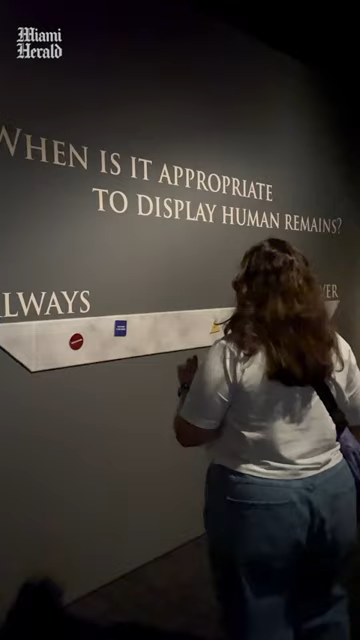 Miami
Herald
WHEN IS IT APPROPRIATE
TO DISPLAY HUMAN REMAINS?
LWAYS
VER